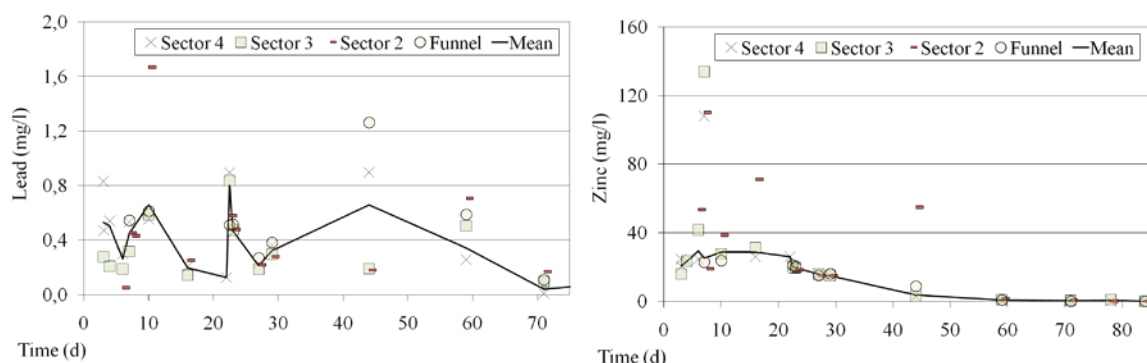 2,0
Sector 4 Sector 3 Sector 2 Funnel Mean
1,6
1,2
0,8
0,4
0,0
Lead (mg/l)
0 10 20 30 40 50 60 70
Time (d)
160
Sector 4 Sector 3 Sector 2 Funnel Mean
120
80
40
0
Zinc (mg/l)
0 10 20 30 40 50 60 70 80
Time (d)